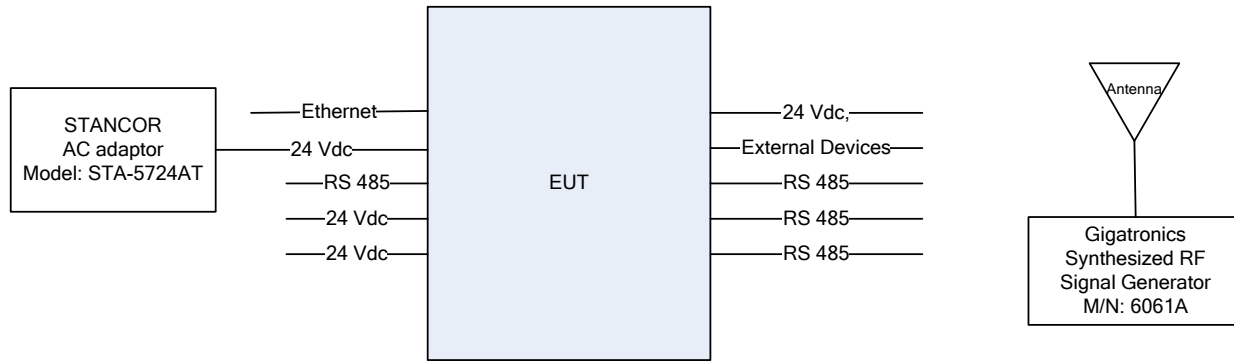 STANCOR
AC adaptor
Model: STA-5724AT
Ethernet
24 Vdc
RS 485
24 Vdc
24 Vdc
EUT
24 Vdc,
External Devices
RS 485
RS 485
RS 485
Antenna
Gigatronics
Synthesized RF
Signal Generator
M/N: 6061A